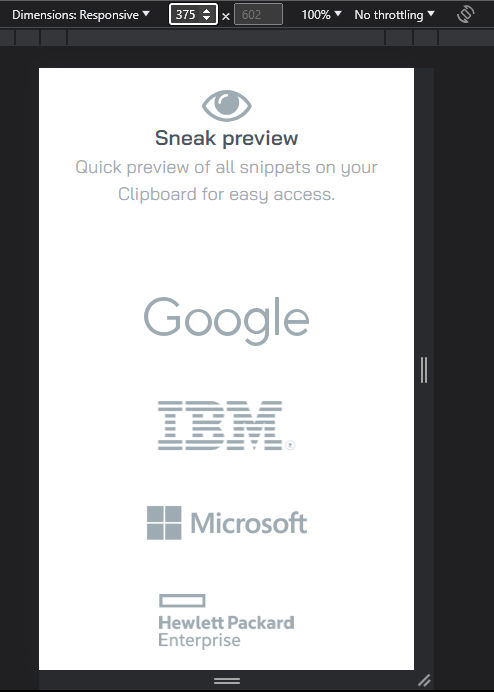 Dimensions: Responsive 375 × 602 100% No throttling
Sneak preview
Quick preview of all snippets on your
Clipboard for easy access.
Google
IBM®
Microsoft
Hewlett Packard
Enterprise